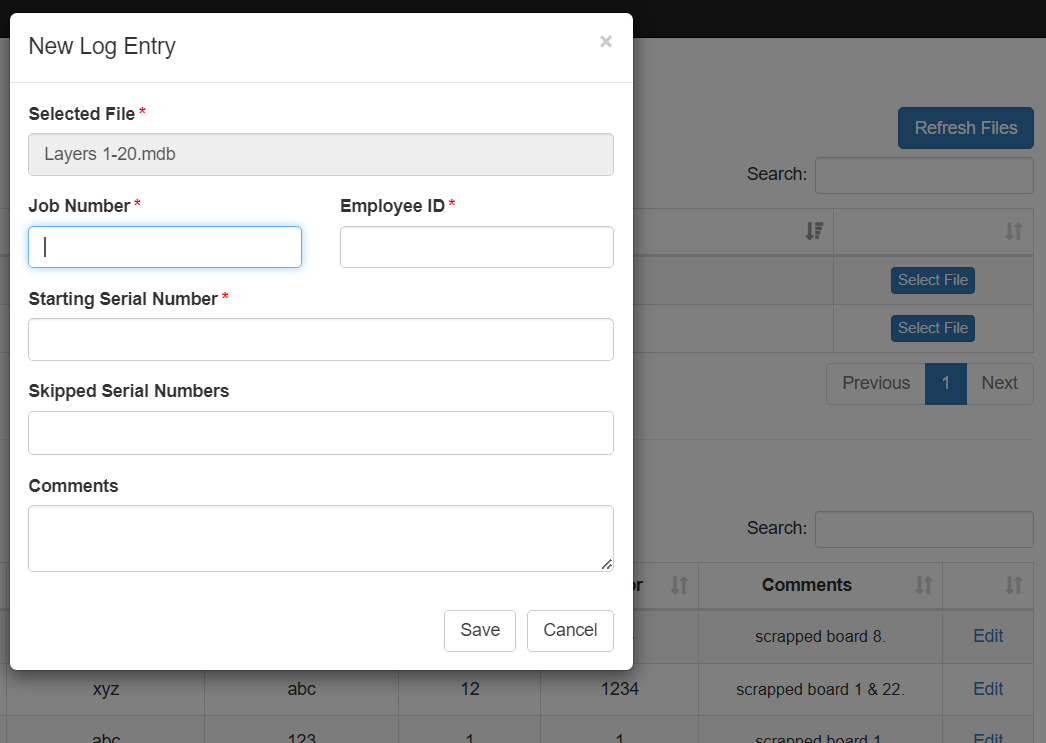 New Log Entry ×
Selected File *
Layers 1-20.mdb
Job Number * Employee ID *
Starting Serial Number *
Skipped Serial Numbers
Comments
Save Cancel
Refresh Files
Search:
Select File
Select File
Previous 1 Next
Search:
Comments
scrapped board 8. Edit
xyz abc 12 1234 scrapped board 1 & 22. Edit
abc 123 1 1 scrapped board 1 Edit